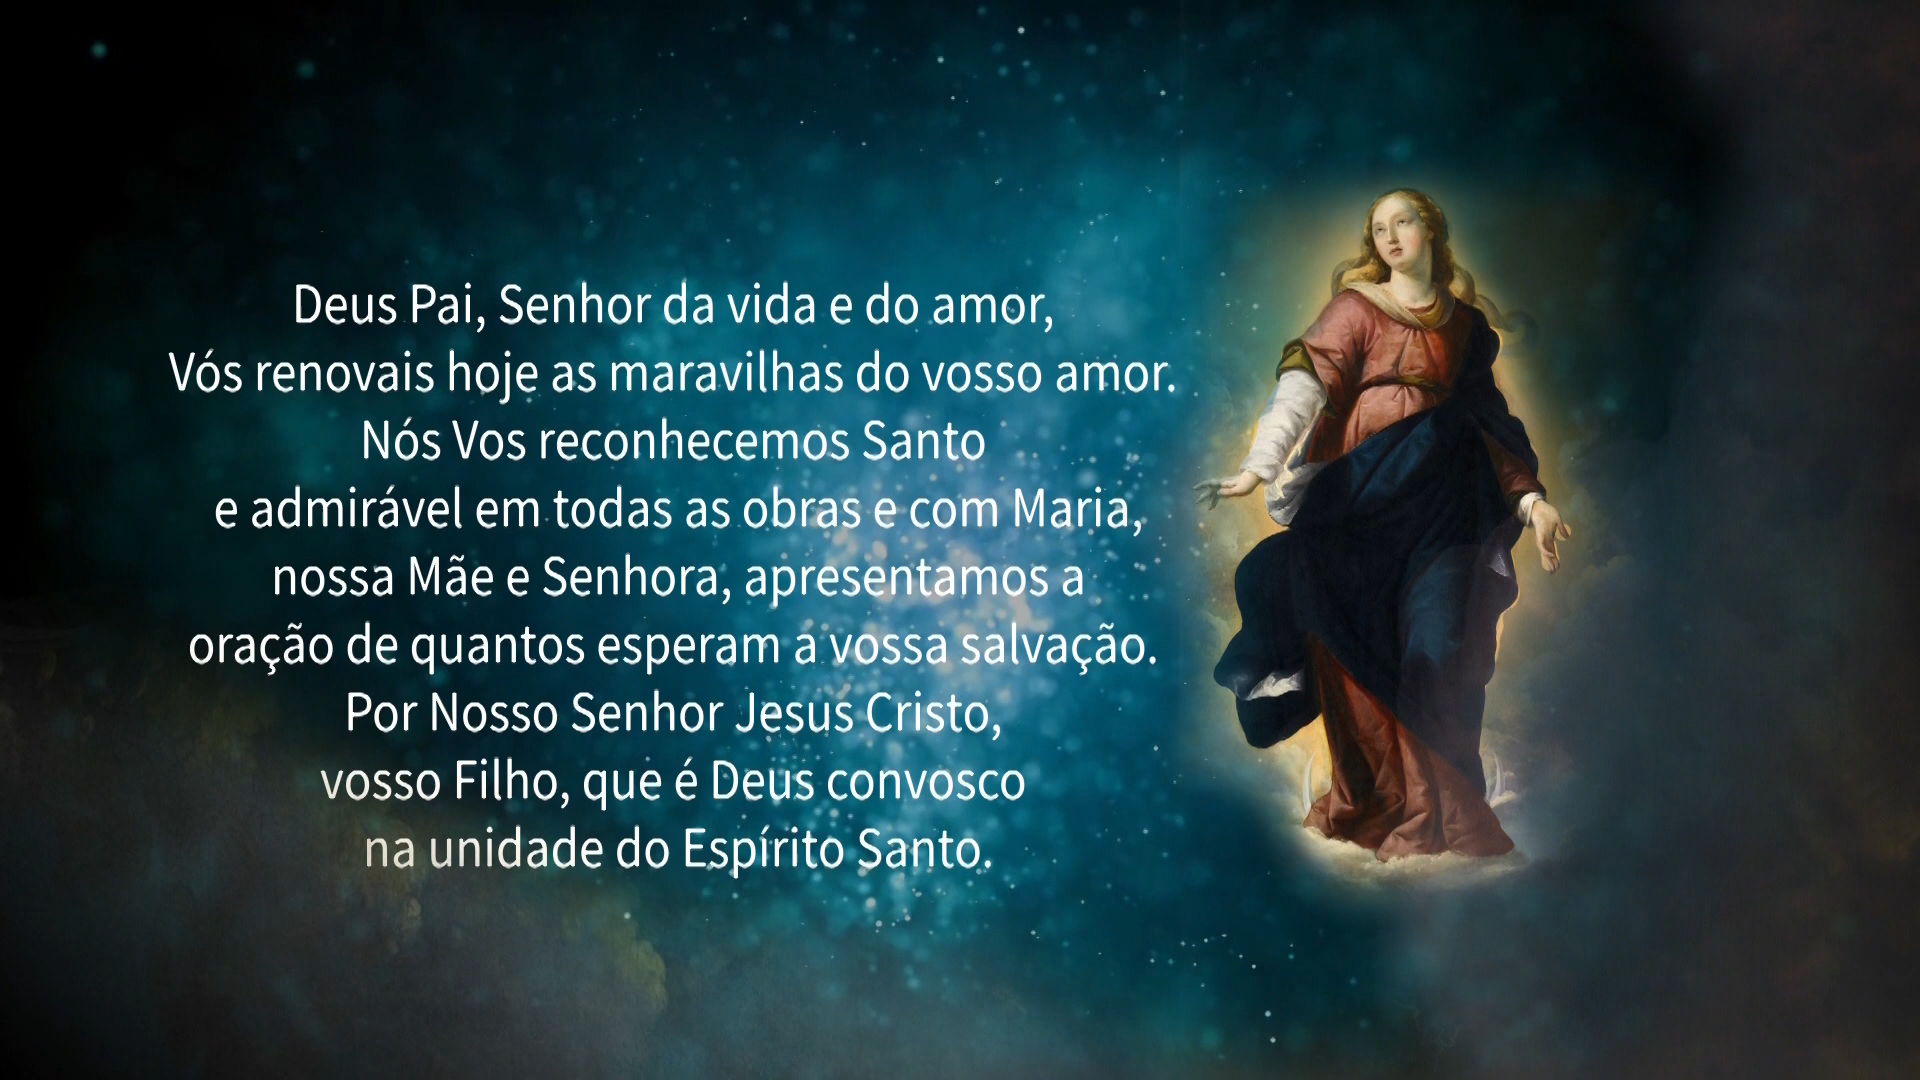 Deus Pai, Senhor da vida e do amor,
Vós renovais hoje as maravilhas do vosso amor.
Nós Vos reconhecemos Santo
e admirável em todas as obras e com Maria,
nossa Mãe e Senhora, apresentamos a
oração de quantos esperam a vossa salvação.
Por Nosso Senhor Jesus Cristo,
vosso Filho, que é Deus convosco
na unidade do Espírito Santo.